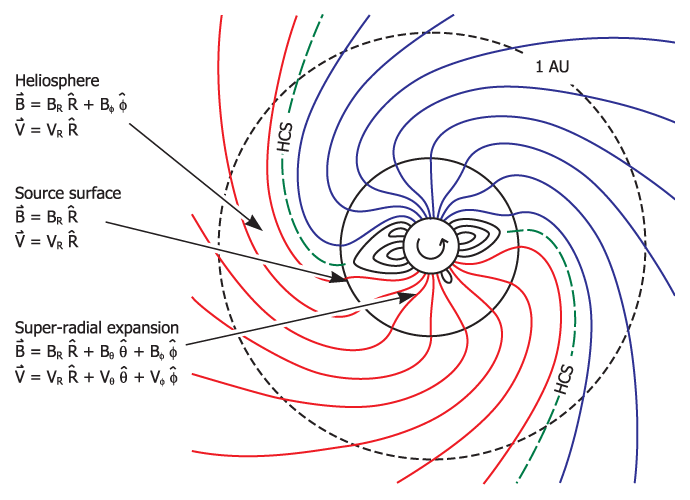 1 AU
Heliosphere
B⃗ = B_R R̂ + B_ϕ ϕ̂
V⃗ = V_R R̂
HCS
Source surface
B⃗ = B_R R̂
V⃗ = V_R R̂
Super-radial expansion
B⃗ = B_R R̂ + B_θ θ̂ + B_ϕ ϕ̂
V⃗ = V_R R̂ + V_θ θ̂ + V_ϕ ϕ̂
HCS